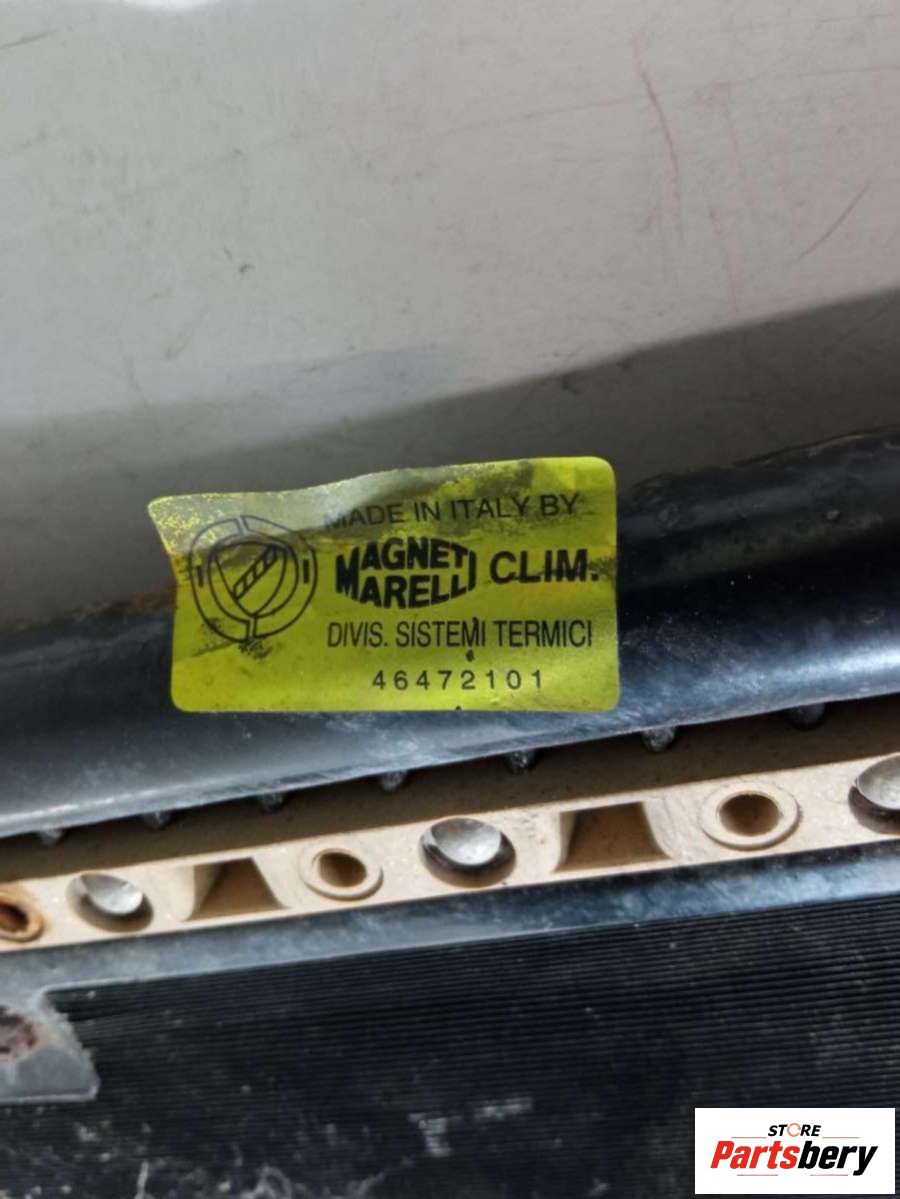 MADE IN ITALY BY
MAGNETI MARELLI CLIM.
DIVIS. SISTEMI TERMICI
46472101
STORE
Partsbery